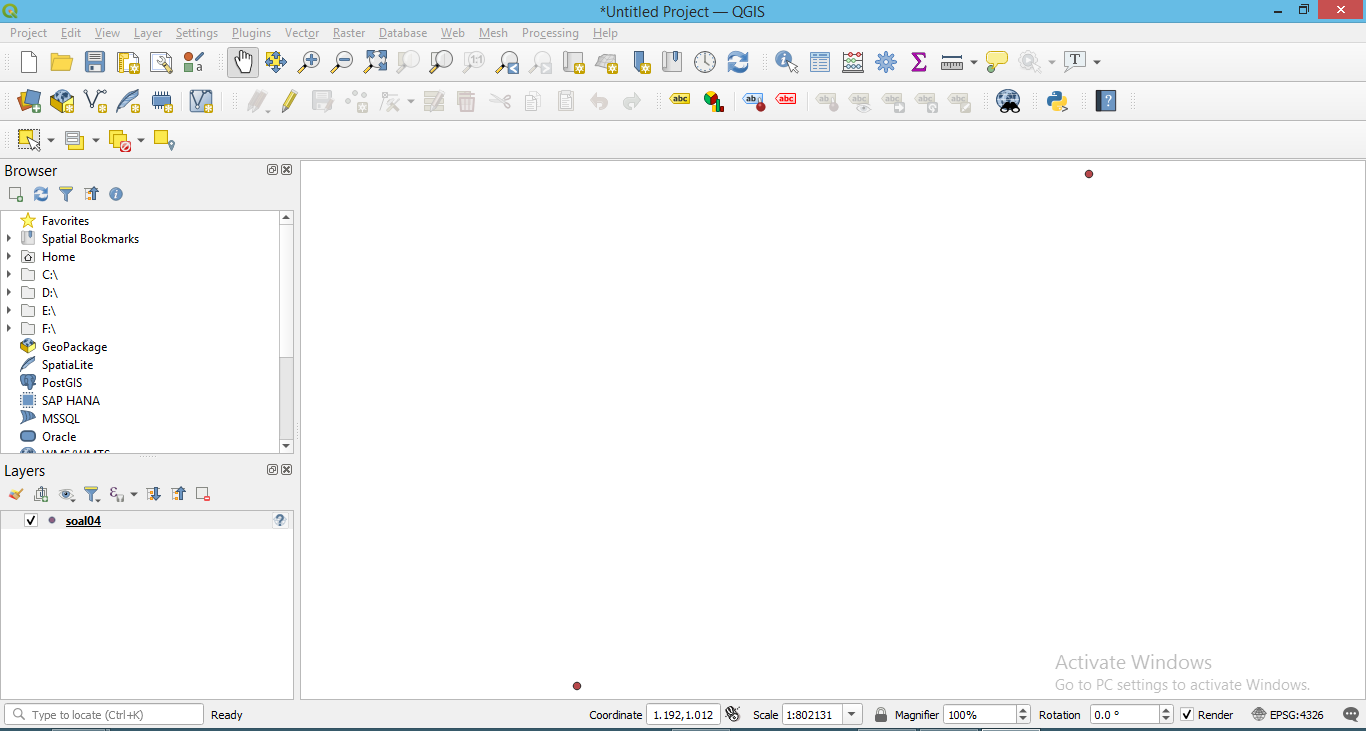 *Untitled Project — QGIS
Project Edit View Layer Settings Plugins Vector Raster Database Web Mesh Processing Help
Browser
Favorites
Spatial Bookmarks
Home
C:\
D:\
E:\
F:\
GeoPackage
SpatiaLite
PostGIS
SAP HANA
MSSQL
Oracle
WMS/WMTS
Layers
soal04
Activate Windows
Go to PC settings to activate Windows.
Type to locate (Ctrl+K) Ready Coordinate 1.192,1.012 Scale 1:802131 Magnifier 100% Rotation 0.0 ° Render EPSG:4326